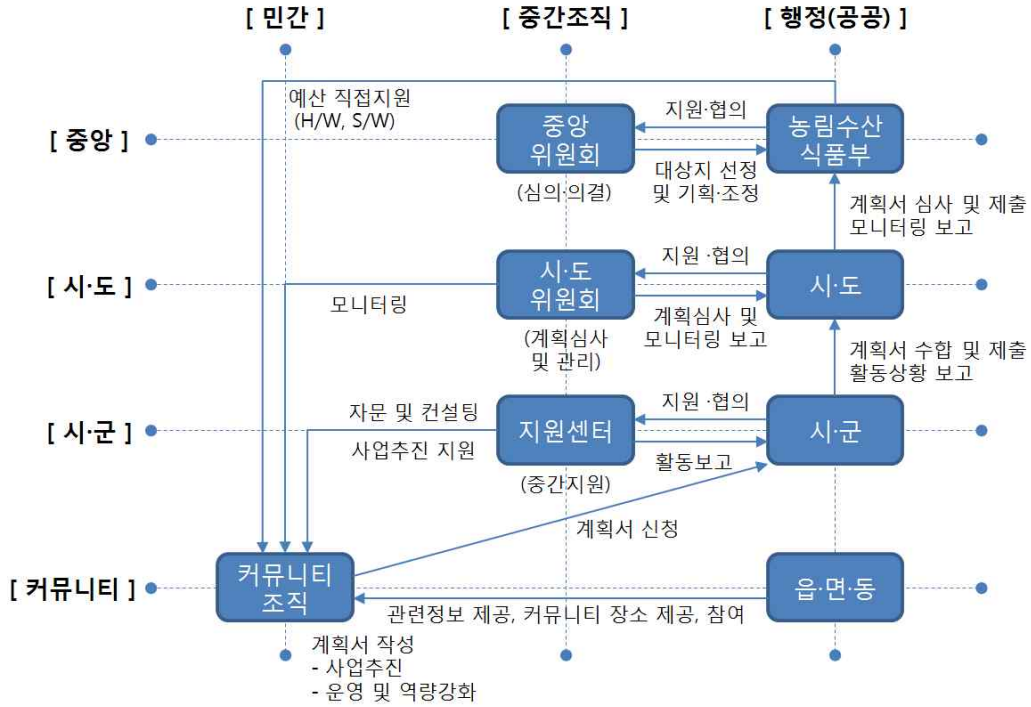 [ 민간 ]
[ 중간조직 ]
[ 행정(공공) ]
예산 직접지원
(H/W, S/W)
[ 중앙 ]
중앙
위원회
(심의·의결)
지원·협의
대상지 선정
및 기획·조정
농림수산
식품부
계획서 심사 및 제출
모니터링 보고
[ 시·도 ]
모니터링
시·도
위원회
(계획심사
및 관리)
지원 ·협의
계획심사 및
모니터링 보고
시·도
계획서 수합 및 제출
활동상황 보고
[ 시·군 ]
자문 및 컨설팅
사업추진 지원
지원센터
(중간지원)
지원 ·협의
활동보고
시·군
계획서 신청
[ 커뮤니티 ]
커뮤니티
조직
관련정보 제공, 커뮤니티 장소 제공, 참여
읍·면·동
계획서 작성
- 사업추진
- 운영 및 역량강화